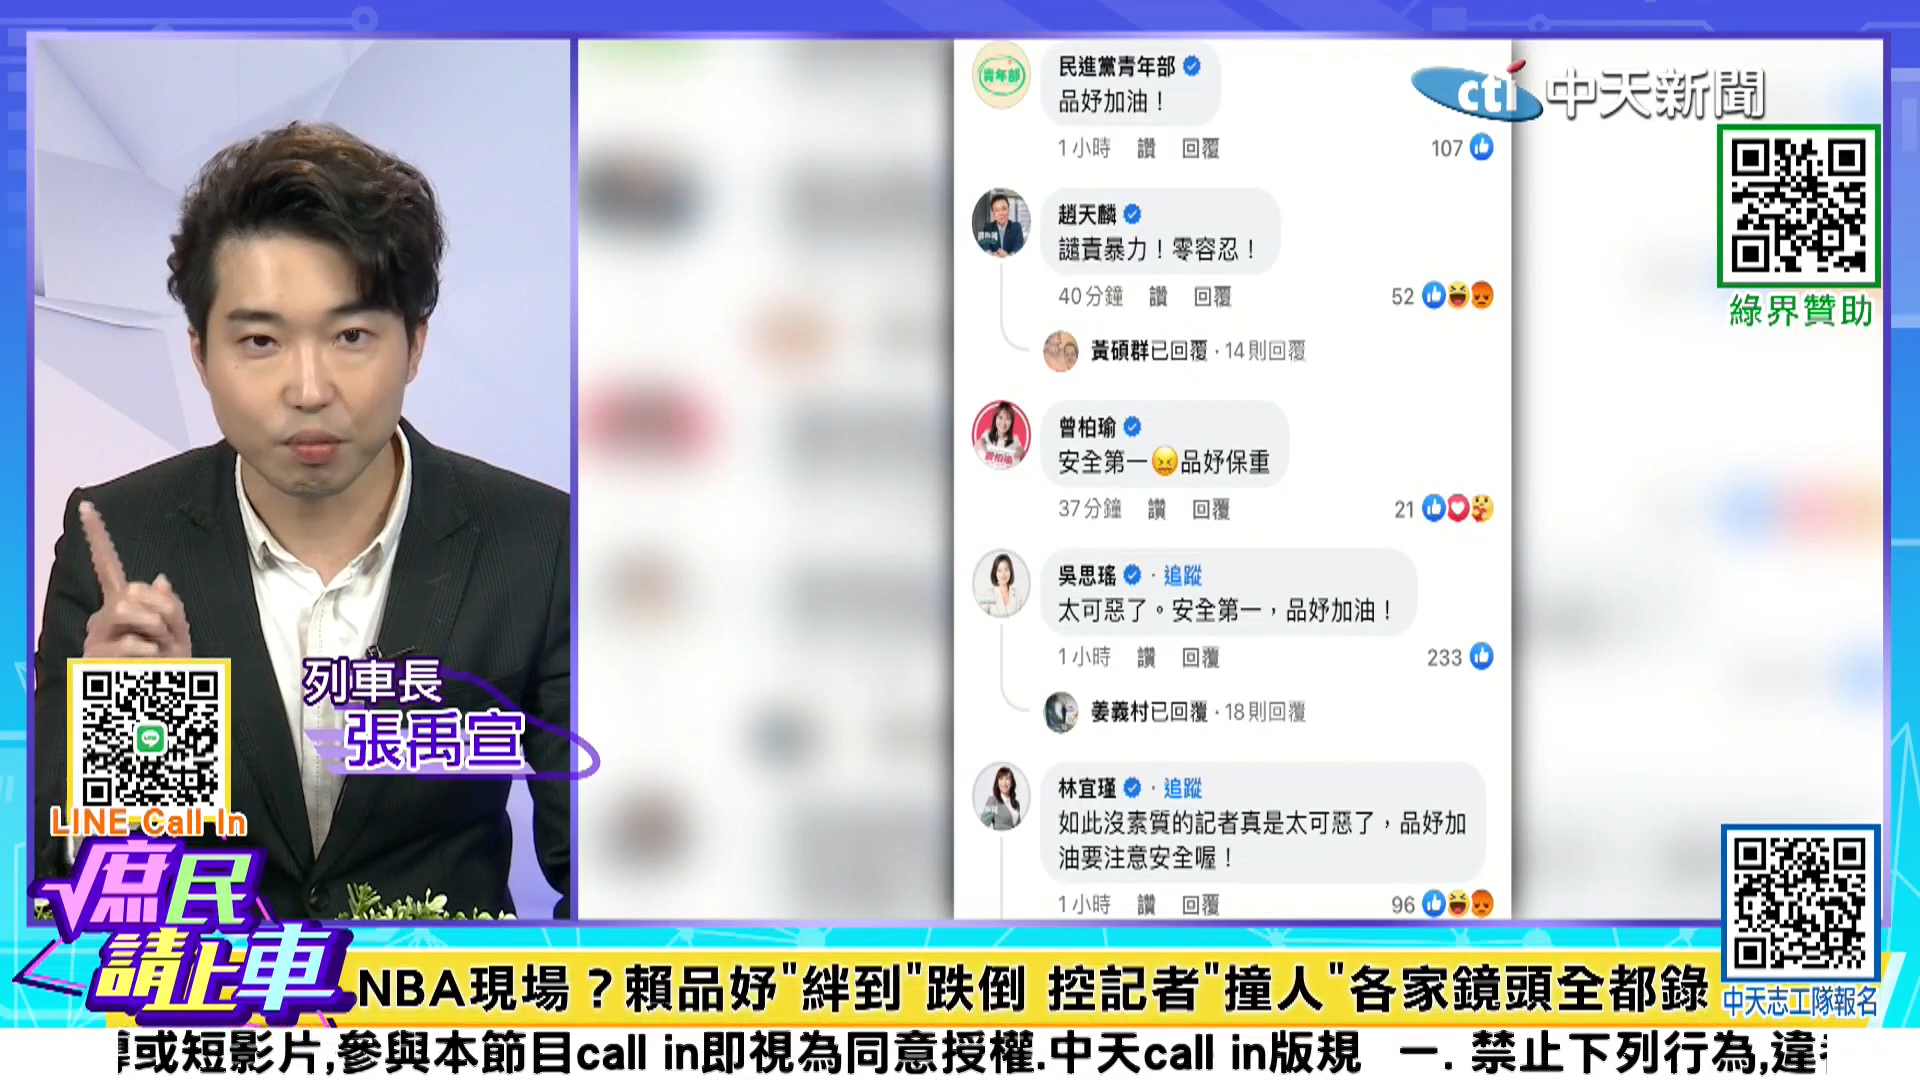 民進黨青年部
品妤加油！
1小時 讚 回覆 107
趙天麟
譴責暴力！零容忍！
40分鐘 讚 回覆 52
黃碩群已回覆·14則回覆
曾柏瑜
安全第一😖品妤保重
37分鐘 讚 回覆 21
吳思瑤 · 追蹤
太可惡了。安全第一，品妤加油！
1小時 讚 回覆 233
姜義村已回覆·18則回覆
林宜瑾 · 追蹤
如此沒素質的記者真是太可惡了，品妤加
油要注意安全喔！
1小時 讚 回覆 96
青年部
cti 中天新聞
綠界贊助
列車長
張禹宣
LINE Call In
庶民
請上車
NBA現場？賴品妤"絆到"跌倒 控記者"撞人"各家鏡頭全都錄
中天志工隊報名
或短影片,參與本節目call in即視為同意授權.中天call in版規 一. 禁止下列行為,違